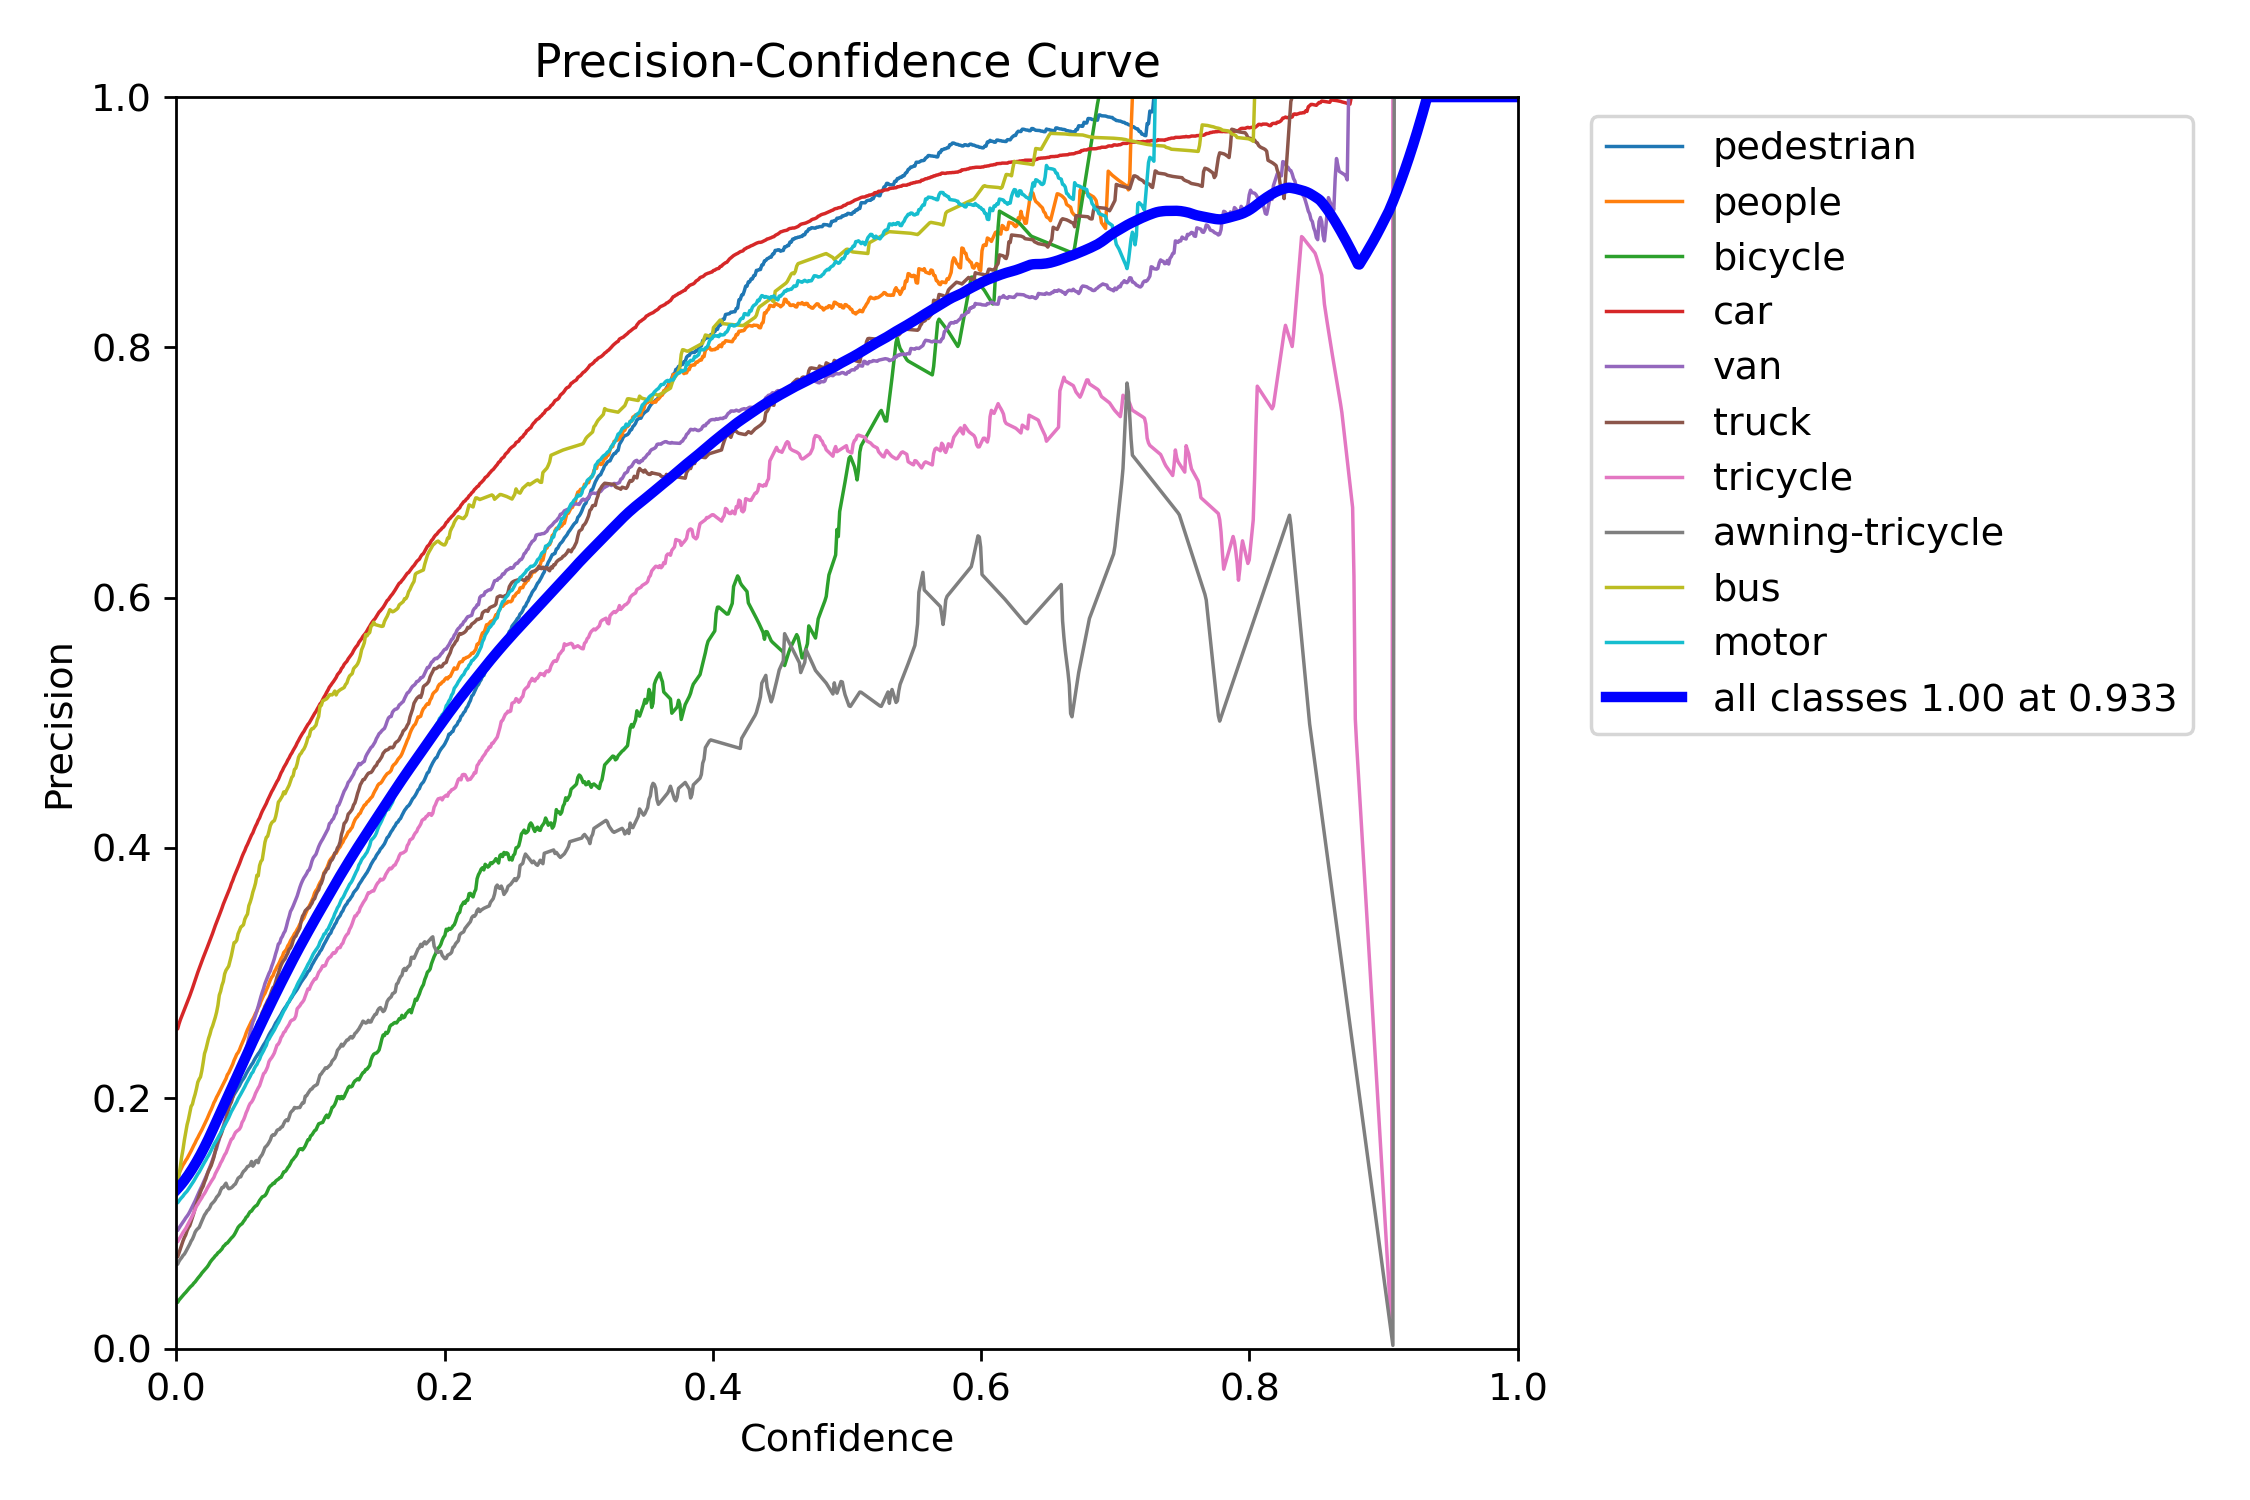 Precision-Confidence Curve
1.0
0.8
0.6
0.4
0.2
0.0
Precision
0.0 0.2 0.4 0.6 0.8 1.0
Confidence
pedestrian
people
bicycle
car
van
truck
tricycle
awning-tricycle
bus
motor
all classes 1.00 at 0.933